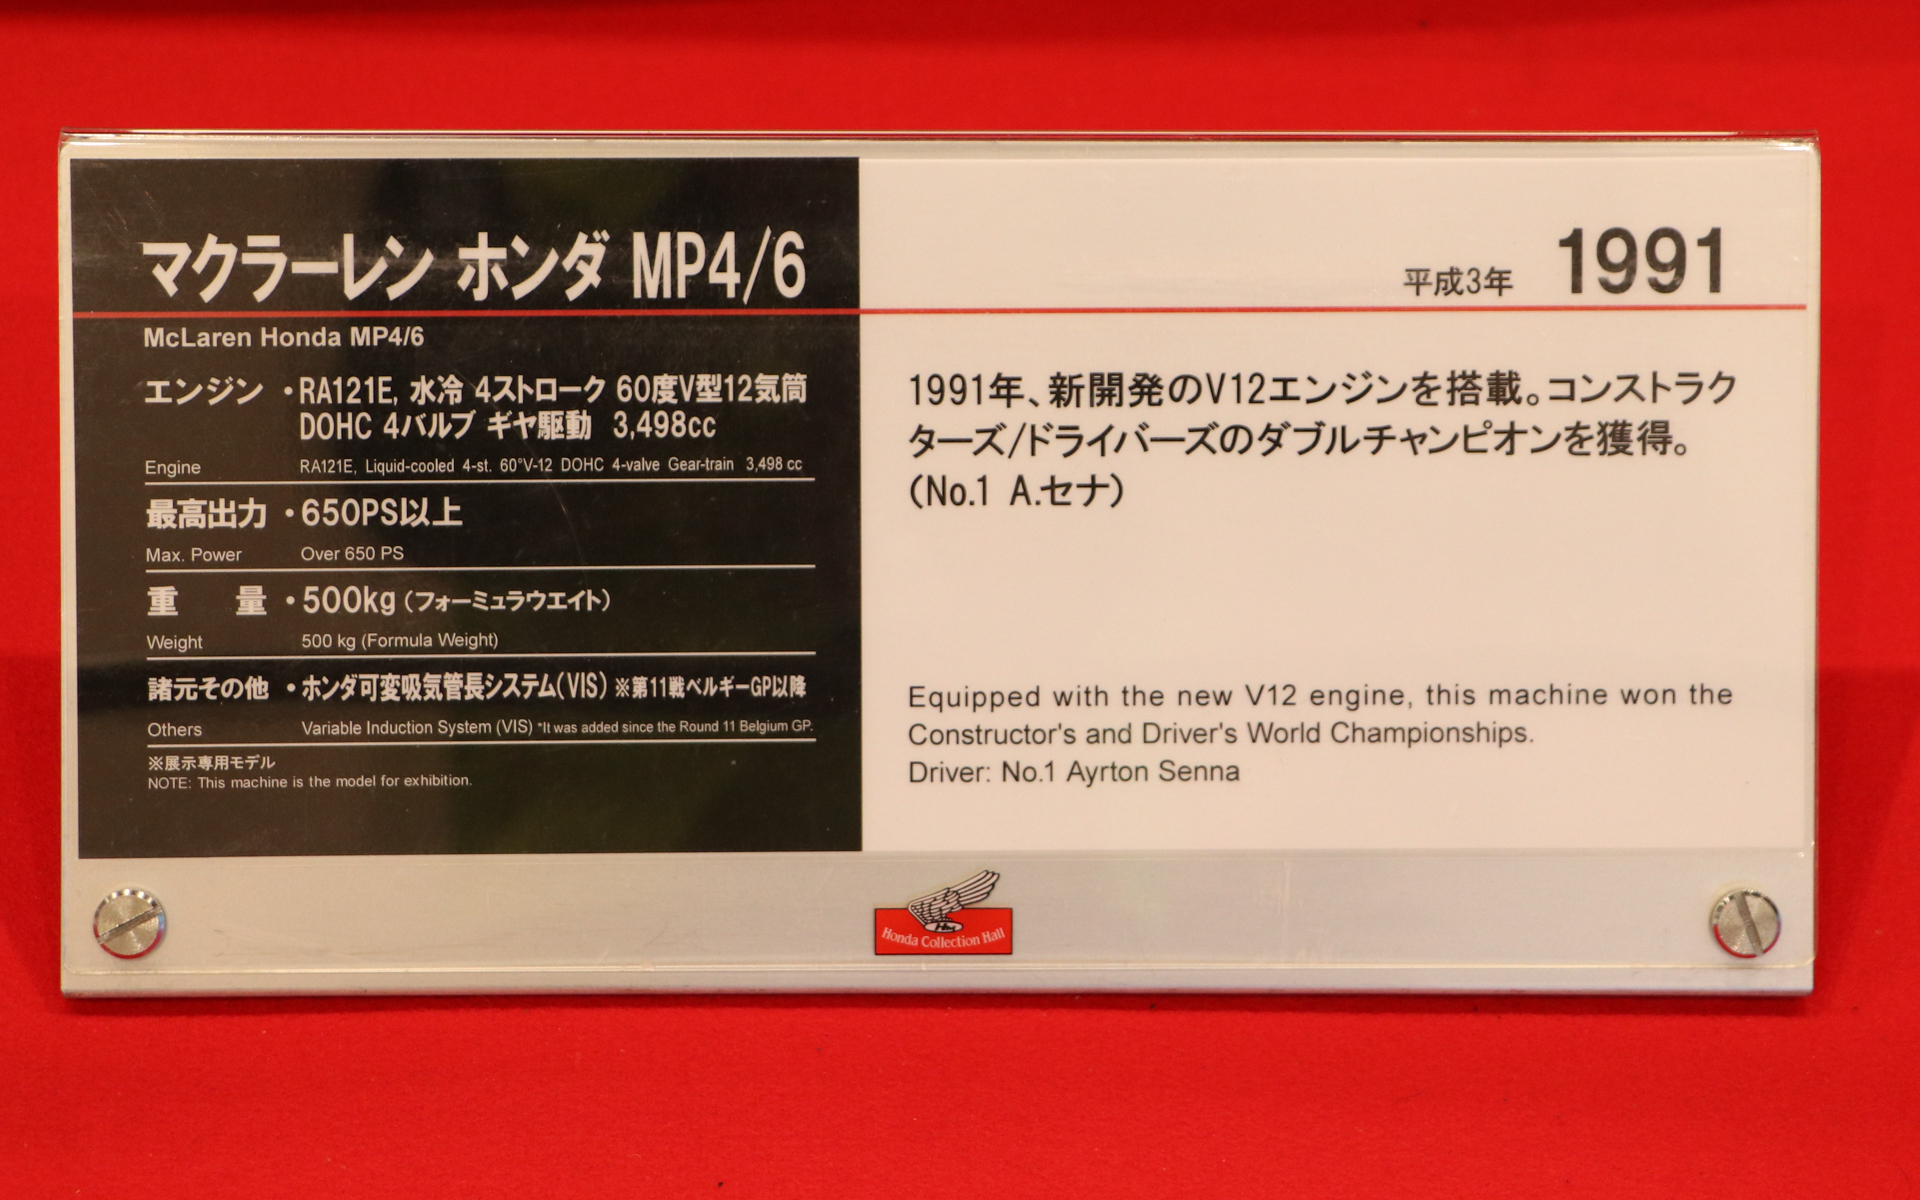 マクラーレン ホンダ MP4/6
McLaren Honda MP4/6
エンジン ・RA121E, 水冷 4ストローク 60度V型12気筒
DOHC 4バルブ ギヤ駆動 3,498cc
Engine RA121E, Liquid-cooled 4-st. 60°V-12 DOHC 4-valve Gear-train 3,498 cc
最高出力 ・650PS以上
Max. Power Over 650 PS
重 量 ・500kg（フォーミュラウエイト）
Weight 500 kg (Formula Weight)
諸元その他 ・ホンダ可変吸気管長システム（VIS）※第11戦ベルギーGP以降
Others Variable Induction System (VIS) *It was added since the Round 11 Belgium GP.
※展示専用モデル
NOTE: This machine is the model for exhibition.
平成3年 1991
1991年、新開発のV12エンジンを搭載。コンストラク
ターズ/ドライバーズのダブルチャンピオンを獲得。
（No.1 A.セナ）
Equipped with the new V12 engine, this machine won the
Constructor's and Driver's World Championships.
Driver: No.1 Ayrton Senna
Honda Collection Hall